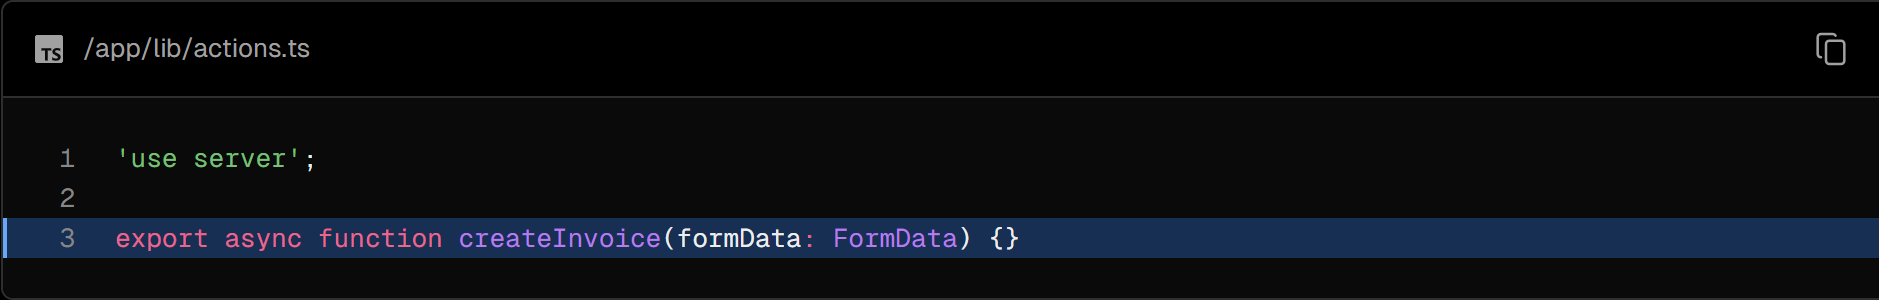 TS /app/lib/actions.ts
1 'use server';
2
3 export async function createInvoice(formData: FormData) {}